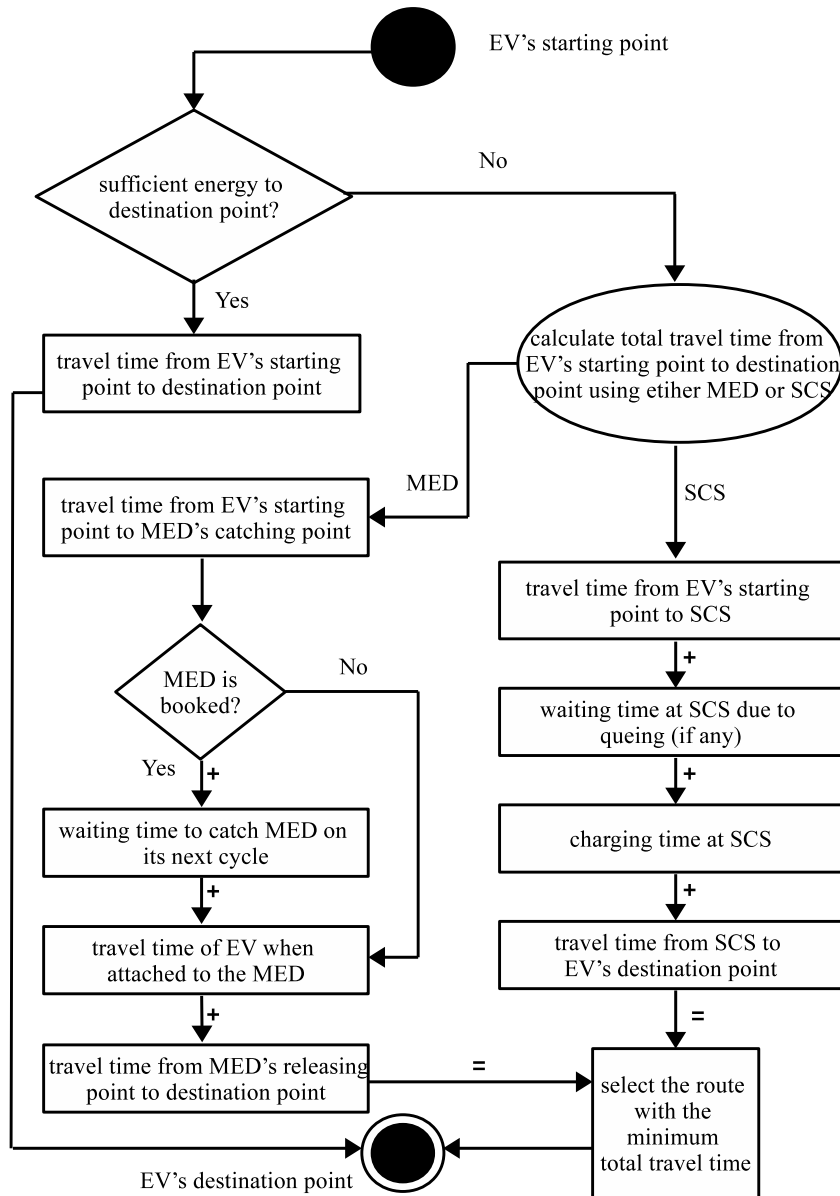 EV's starting point
No
sufficient energy to
destination point?
Yes
travel time from EV's starting
point to destination point
calculate total travel time from
EV's starting point to destination
point using etiher MED or SCS
MED
SCS
travel time from EV's starting
point to MED's catching point
travel time from EV's starting
point to SCS
+
No
MED is
booked?
waiting time at SCS due to
queing (if any)
Yes
+
+
waiting time to catch MED on
its next cycle
charging time at SCS
+
+
travel time of EV when
attached to the MED
travel time from SCS to
EV's destination point
+
=
travel time from MED's releasing
point to destination point
=
select the route
with the
minimum
total travel time
EV's destination point